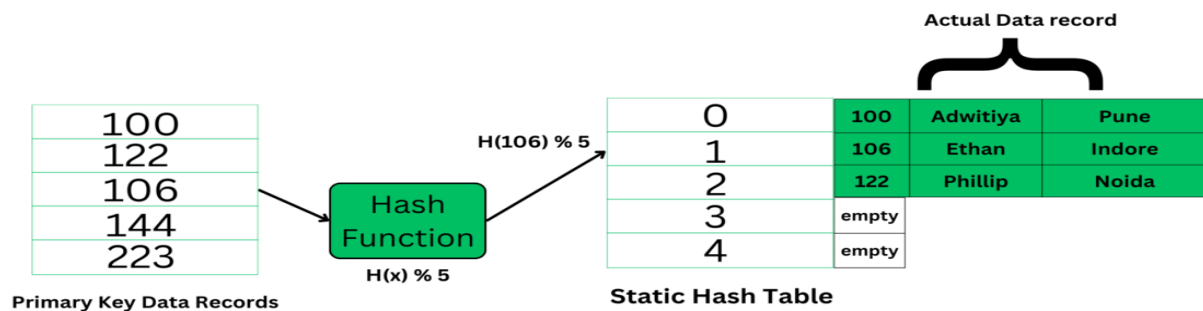 Actual Data record
100
122
106
144
223
Primary Key Data Records
Hash
Function
H(x) % 5
H(106) % 5
0 100 Adwitiya Pune
1 106 Ethan Indore
2 122 Phillip Noida
3 empty
4 empty
Static Hash Table